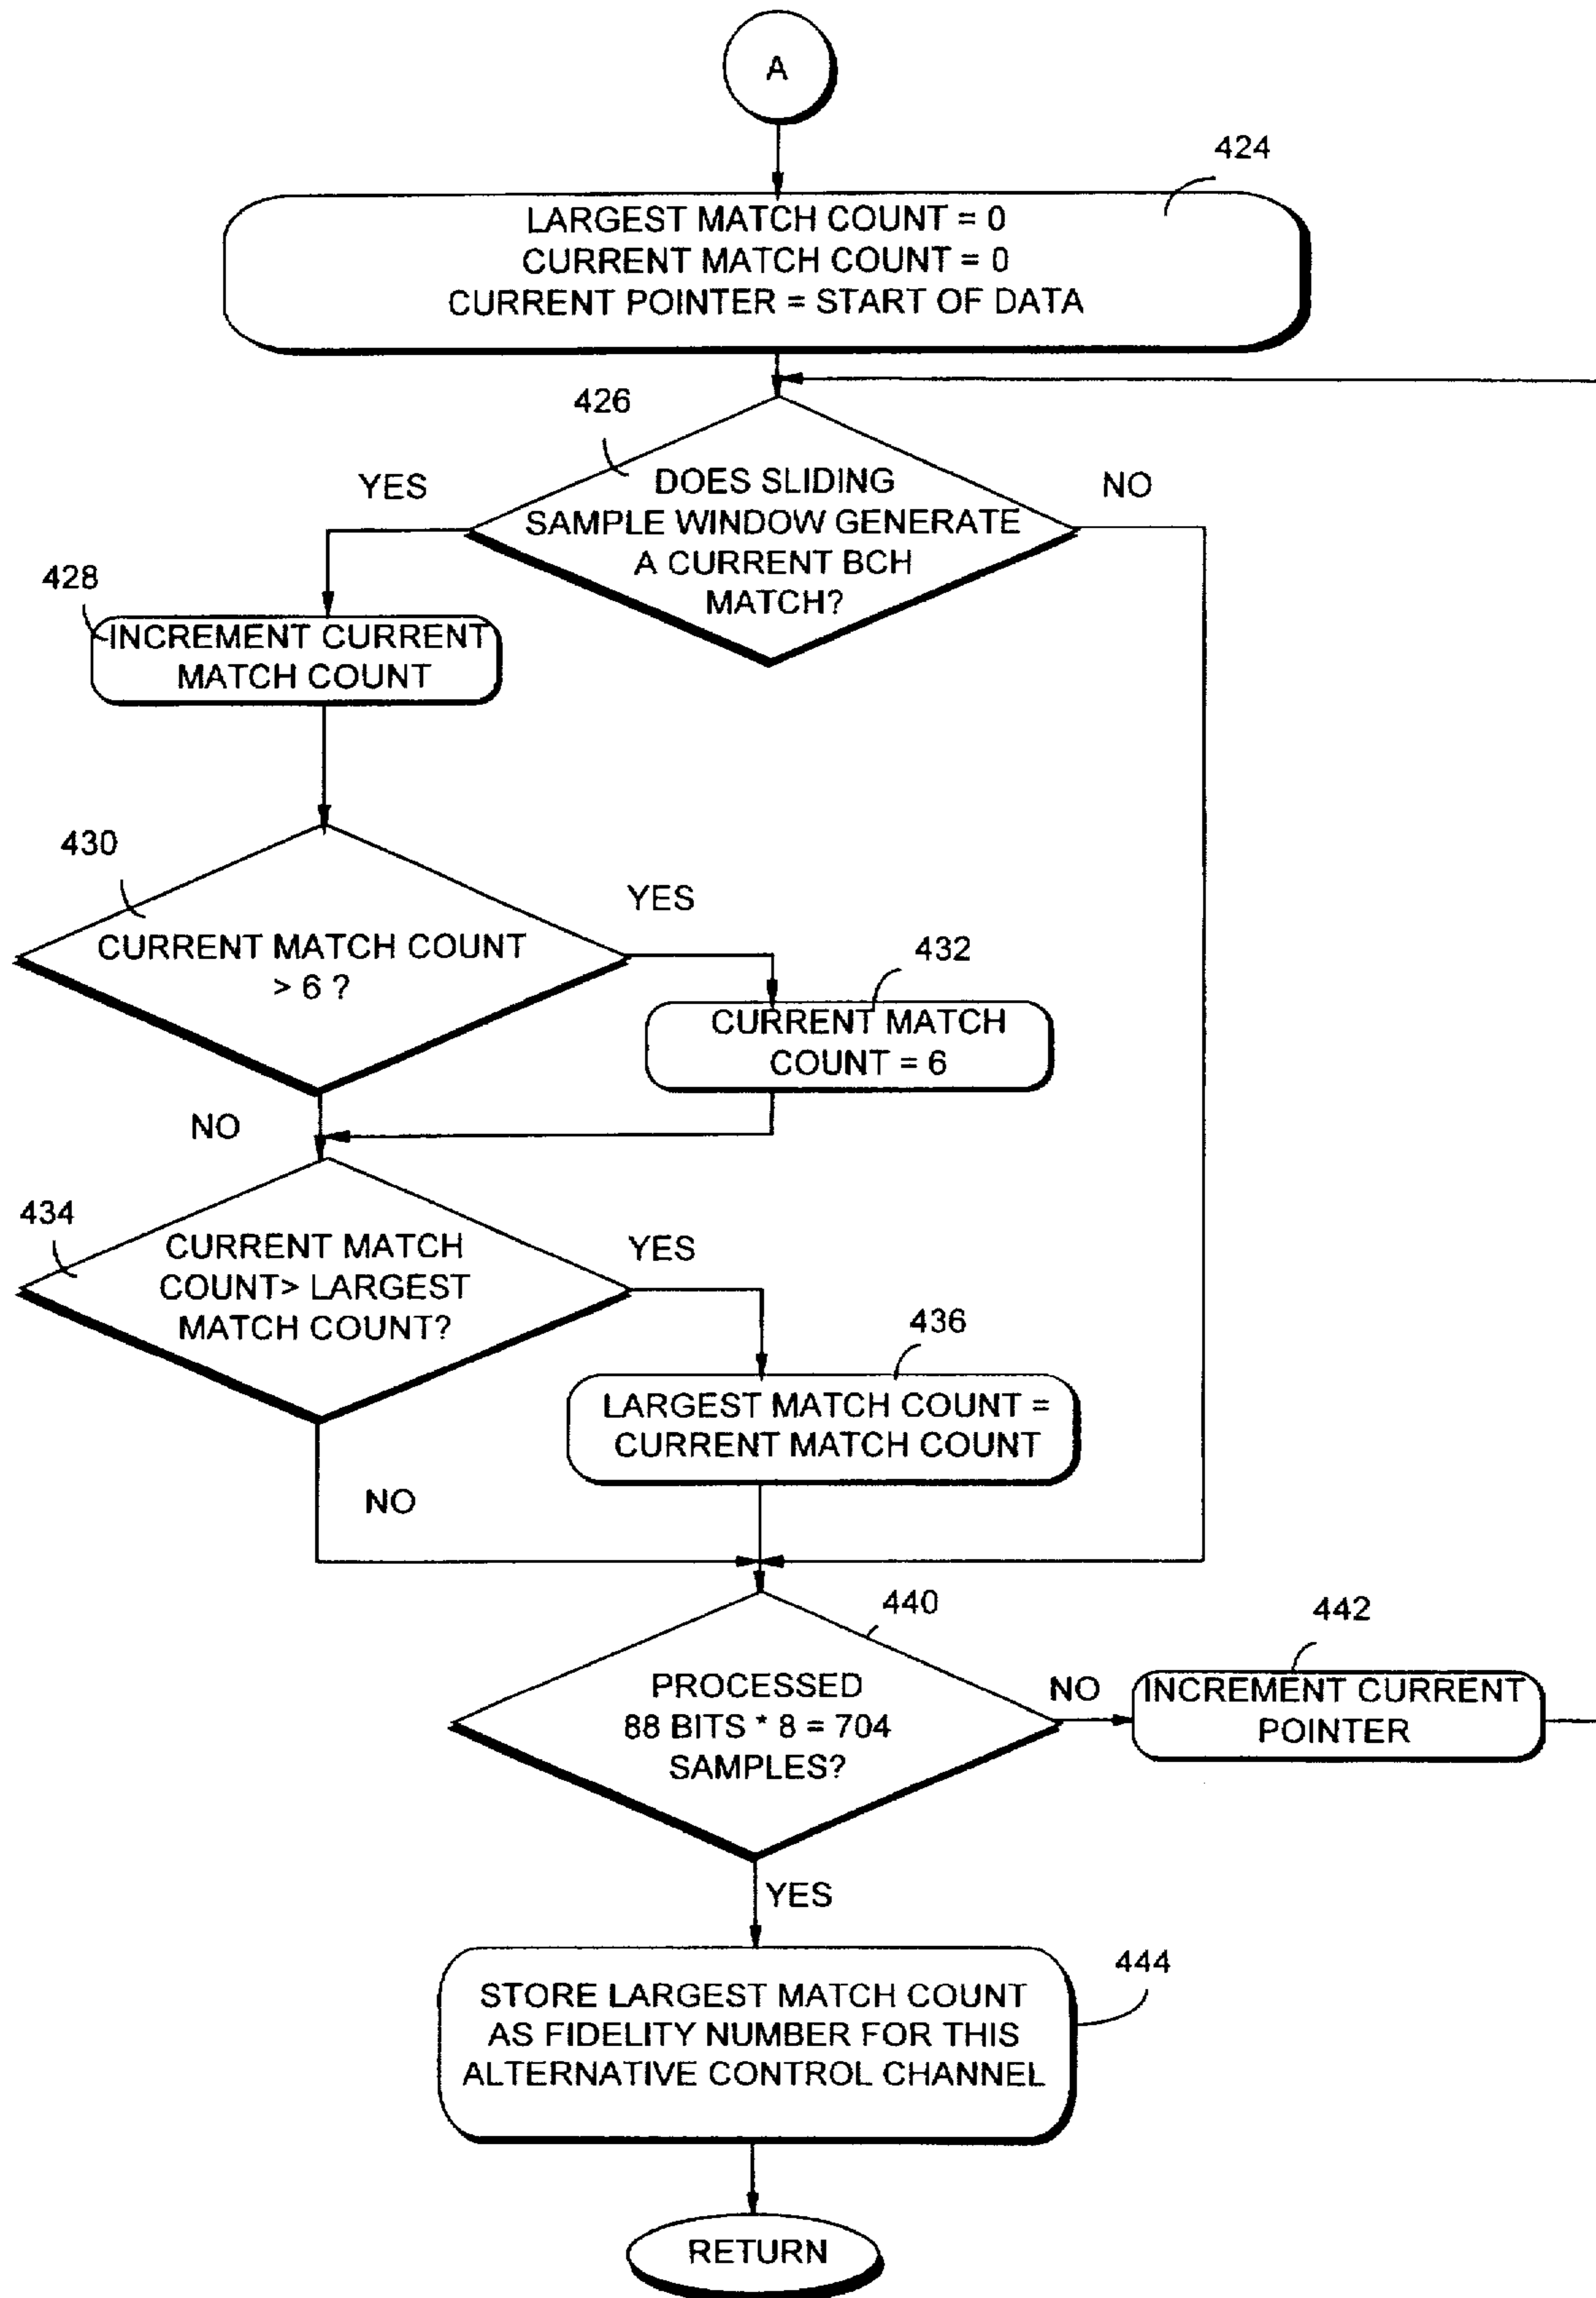 A
424
LARGEST MATCH COUNT = 0
CURRENT MATCH COUNT = 0
CURRENT POINTER = START OF DATA
426
YES
NO
DOES SLIDING
SAMPLE WINDOW GENERATE
A CURRENT BCH
MATCH?
428
INCREMENT CURRENT
MATCH COUNT
430
YES
CURRENT MATCH COUNT
> 6 ?
432
CURRENT MATCH
COUNT = 6
NO
434
CURRENT MATCH
COUNT> LARGEST
MATCH COUNT?
YES
436
LARGEST MATCH COUNT =
CURRENT MATCH COUNT
NO
440
PROCESSED
88 BITS * 8 = 704
SAMPLES?
NO
442
INCREMENT CURRENT
POINTER
YES
444
STORE LARGEST MATCH COUNT
AS FIDELITY NUMBER FOR THIS
ALTERNATIVE CONTROL CHANNEL
RETURN